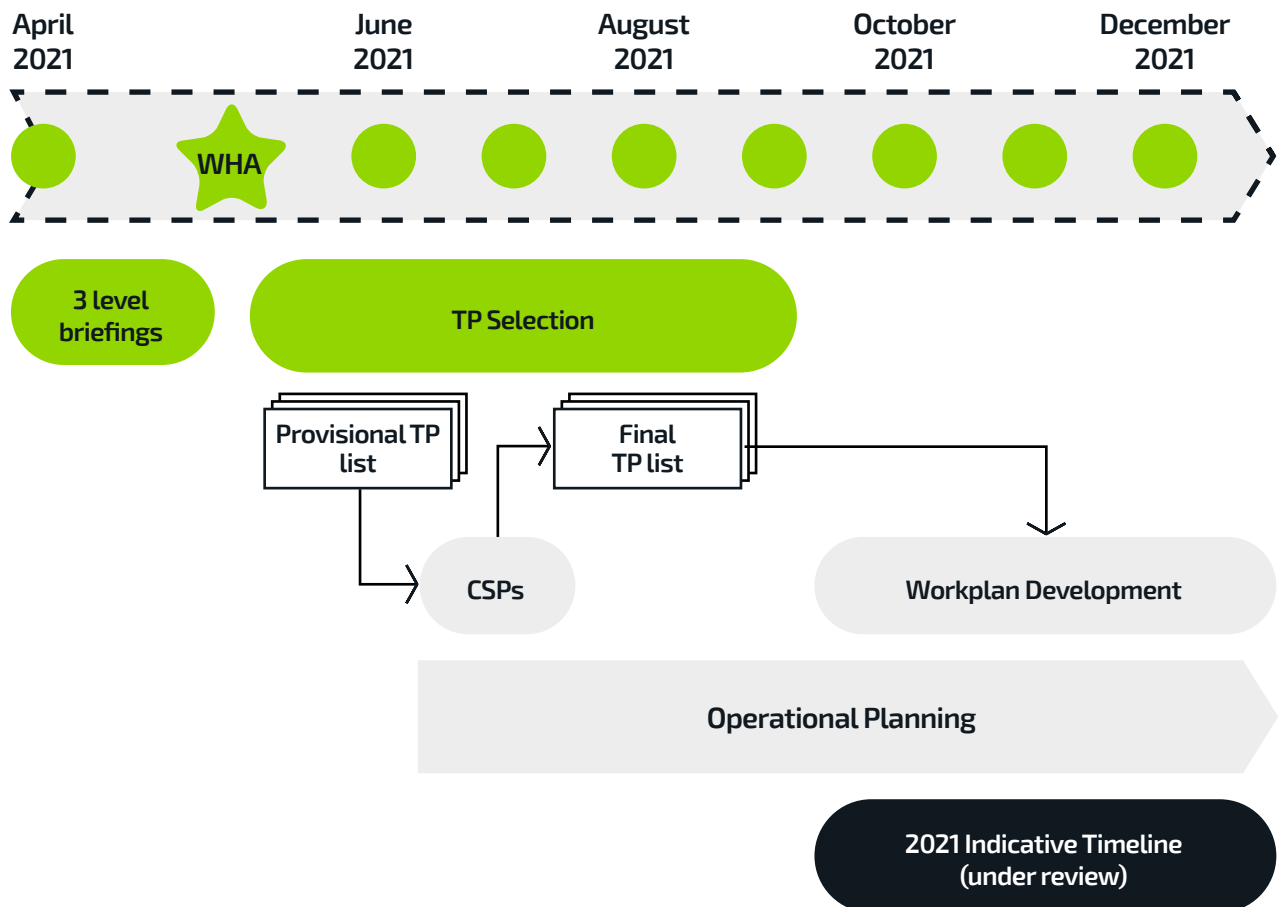 April
2021
June
2021
August
2021
October
2021
December
2021
WHA
3 level
briefings
TP Selection
Provisional TP
list
Final
TP list
CSPs
Workplan Development
Operational Planning
2021 Indicative Timeline
(under review)